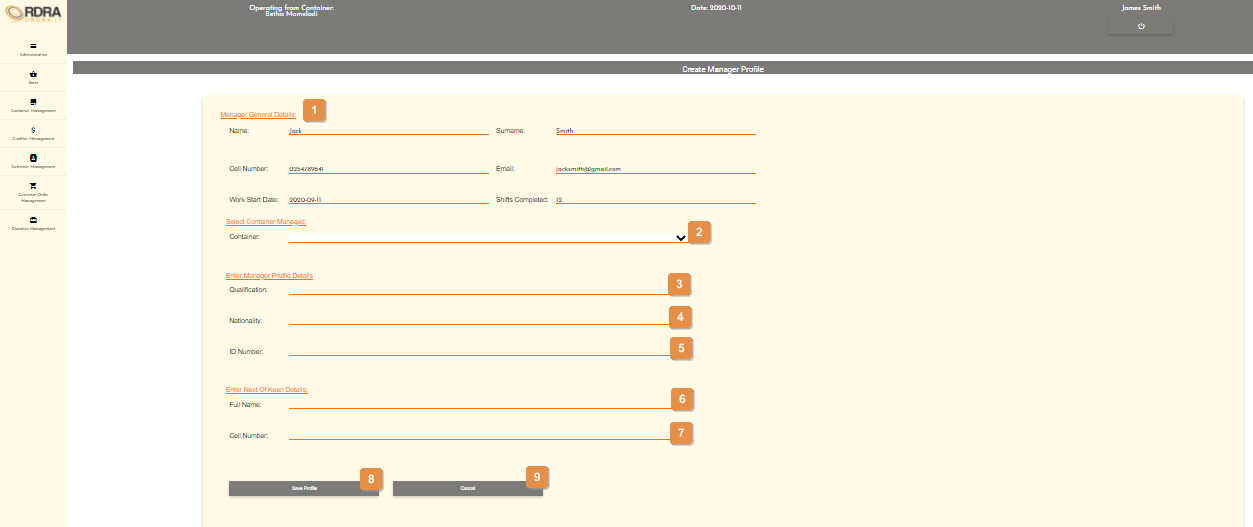 RDRA
ORDRA IT
Operating from Container:
Betha Mamelodi
Date: 2020-10-11
James Smith
Administration
Sales
Container Management
Creditor Management
Customer Management
Customer Order
Management
Donation Management
Create Manager Profile
Manager General Details: 1
Name: Jack Surname: Smith
Cell Number: 0254789641 Email: jacksmith@gmail.com
Work Start Date: 2020-09-11 Shifts Completed: 12
Select Container Managed:
Container: 2
Enter Manager Profile Details
Qualification: 3
Nationality: 4
ID Number: 5
Enter Next Of Keen Details:
Full Name: 6
Cell Number: 7
Save Profile 8 Cancel 9